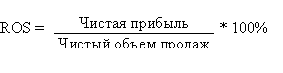 Чистая прибыль
ROS = * 100%
Чистый объем продаж